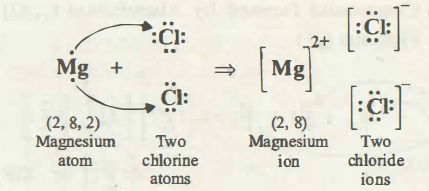 :Cl: [:Cl:]⁻
Mg + ⇒ [Mg]²⁺
Cl: [:Cl:]⁻
(2, 8, 2) (2, 8)
Magnesium Two Magnesium Two
atom chlorine ion chloride
atoms ions